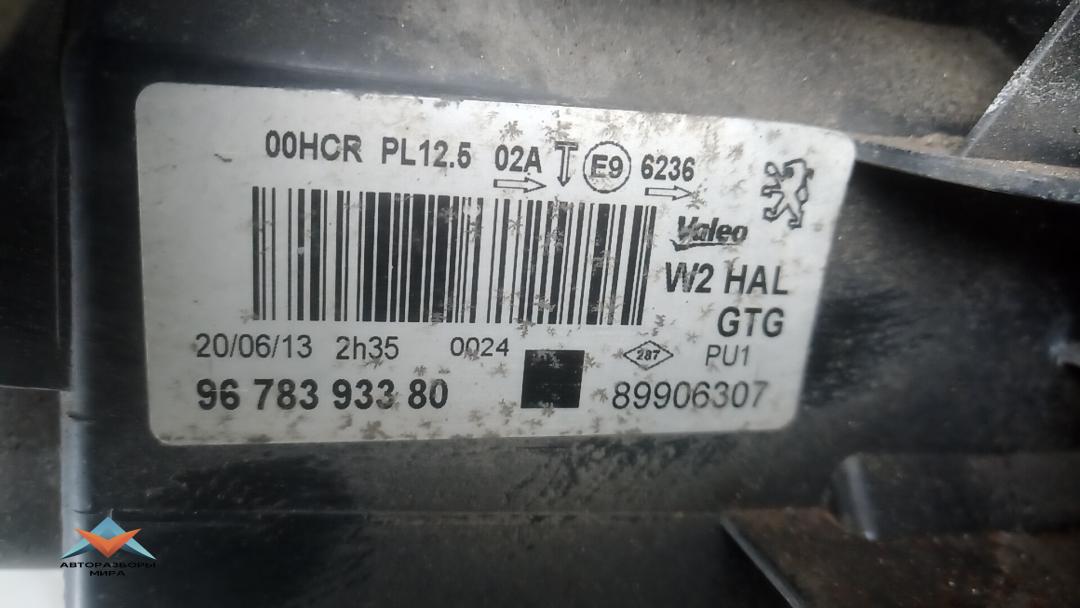 00HCR PL12.5 02A E9 6236
Valeo
W2 HAL
GTG
20/06/13 2h35 0024 287 PU1
96 783 933 80 89906307
АВТОРАЗБОРЫ
МИРА